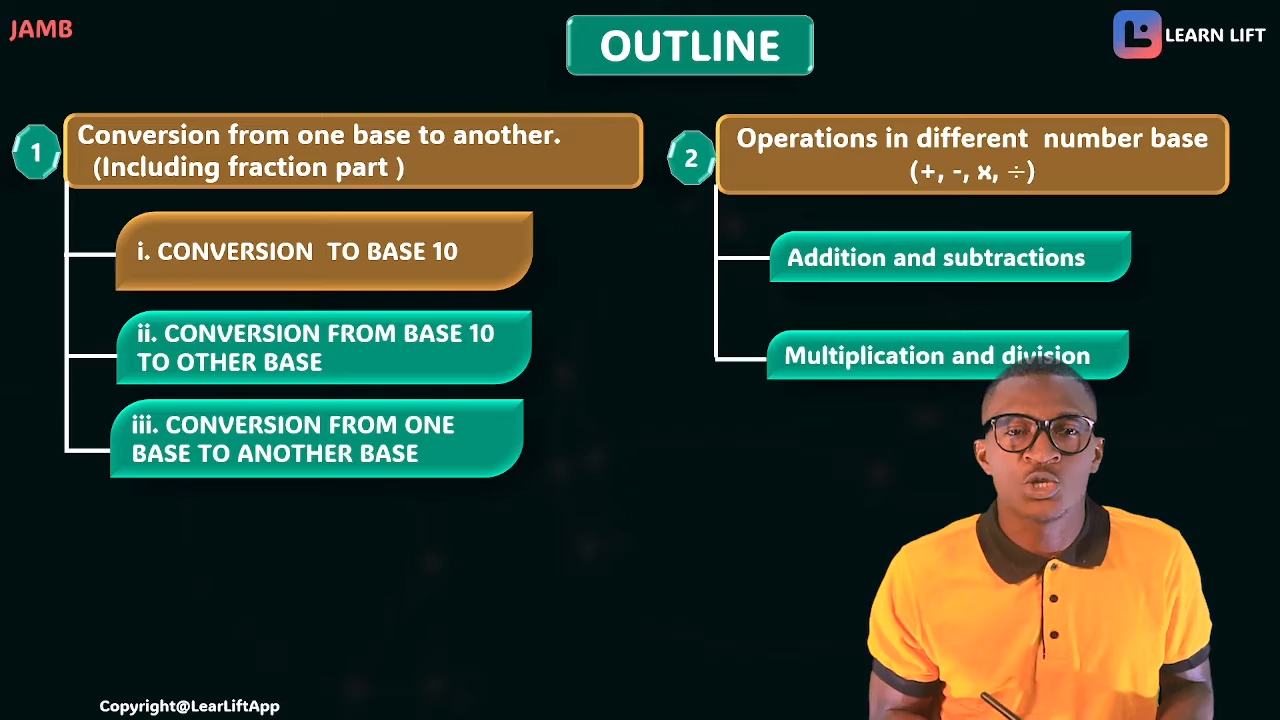 JAMB
OUTLINE
LEARN LIFT
1
Conversion from one base to another.
(Including fraction part )
i. CONVERSION TO BASE 10
ii. CONVERSION FROM BASE 10
TO OTHER BASE
iii. CONVERSION FROM ONE
BASE TO ANOTHER BASE
2
Operations in different number base
(+, -, x, ÷)
Addition and subtractions
Multiplication and division
Copyright@LearLiftApp